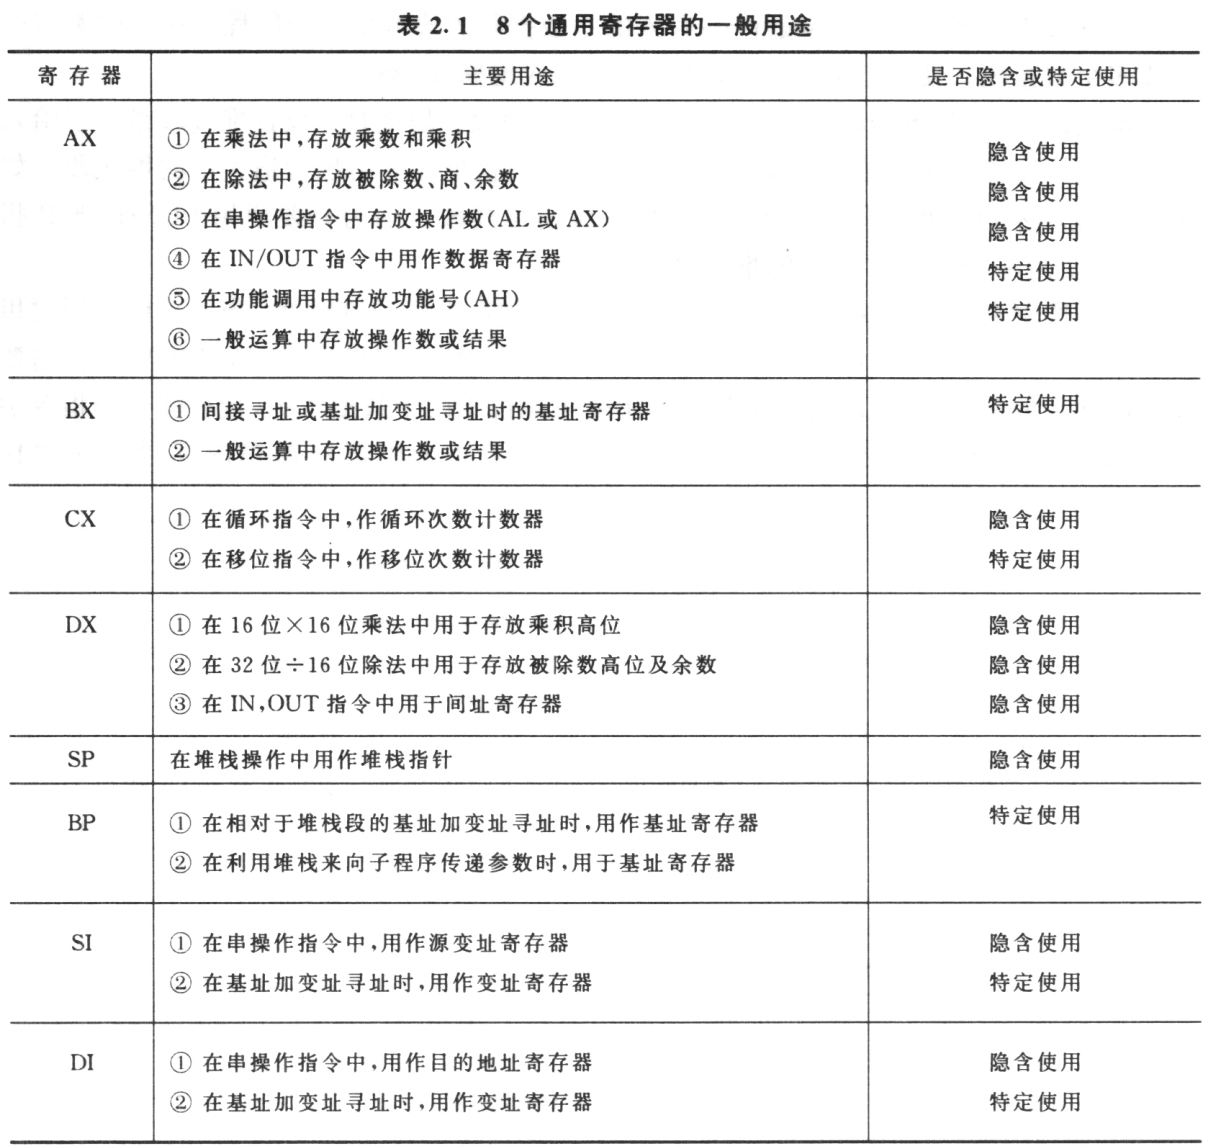 表 2.1 8个通用寄存器的一般用途
寄存器 主要用途 是否隐含或特定使用
AX ① 在乘法中,存放乘数和乘积 隐含使用
② 在除法中,存放被除数、商、余数 隐含使用
③ 在串操作指令中存放操作数(AL 或 AX) 隐含使用
④ 在 IN/OUT 指令中用作数据寄存器 特定使用
⑤ 在功能调用中存放功能号(AH) 特定使用
⑥ 一般运算中存放操作数或结果
BX ① 间接寻址或基址加变址寻址时的基址寄存器 特定使用
② 一般运算中存放操作数或结果
CX ① 在循环指令中,作循环次数计数器 隐含使用
② 在移位指令中,作移位次数计数器 特定使用
DX ① 在 16 位×16 位乘法中用于存放乘积高位 隐含使用
② 在 32 位÷16 位除法中用于存放被除数高位及余数 隐含使用
③ 在 IN,OUT 指令中用于间址寄存器 隐含使用
SP 在堆栈操作中用作堆栈指针 隐含使用
BP ① 在相对于堆栈段的基址加变址寻址时,用作基址寄存器 特定使用
② 在利用堆栈来向子程序传递参数时,用于基址寄存器
SI ① 在串操作指令中,用作源变址寄存器 隐含使用
② 在基址加变址寻址时,用作变址寄存器 特定使用
DI ① 在串操作指令中,用作目的地址寄存器 隐含使用
② 在基址加变址寻址时,用作变址寄存器 特定使用